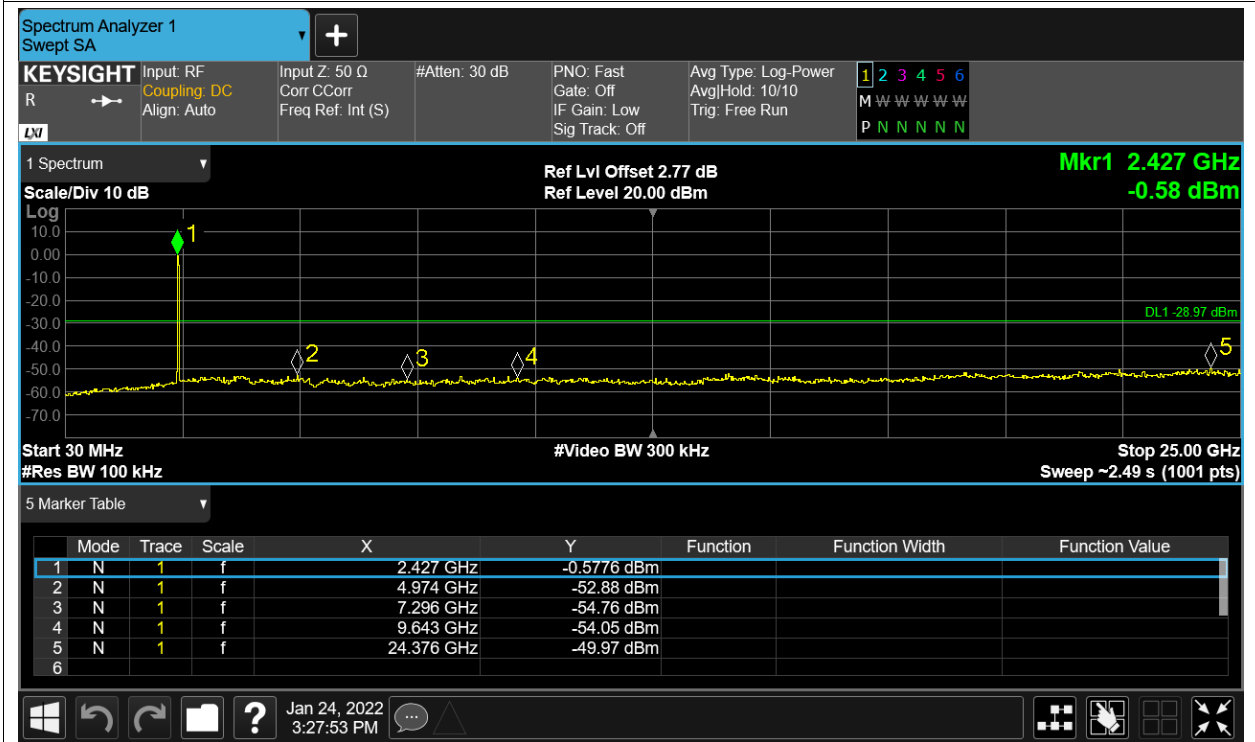 Spectrum Analyzer 1
Swept SA
+
KEYSIGHT Input: RF Input Z: 50 Ω #Atten: 30 dB PNO: Fast Avg Type: Log-Power 1 2 3 4 5 6
R Coupling: DC Corr CCorr Gate: Off Avg|Hold: 10/10 M W W W W W
Align: Auto Freq Ref: Int (S) IF Gain: Low Trig: Free Run
LXI Sig Track: Off P N N N N N
1 Spectrum Ref Lvl Offset 2.77 dB Mkr1 2.427 GHz
Scale/Div 10 dB Ref Level 20.00 dBm -0.58 dBm
Log
10.0 1
0.00
-10.0
-20.0
-30.0 DL1 -28.97 dBm
-40.0 2 3 4 5
-50.0
-60.0
-70.0
Start 30 MHz #Video BW 300 kHz Stop 25.00 GHz
#Res BW 100 kHz Sweep ~2.49 s (1001 pts)
5 Marker Table
Mode Trace Scale X Y Function Function Width Function Value
1 N 1 f 2.427 GHz -0.5776 dBm
2 N 1 f 4.974 GHz -52.88 dBm
3 N 1 f 7.296 GHz -54.76 dBm
4 N 1 f 9.643 GHz -54.05 dBm
5 N 1 f 24.376 GHz -49.97 dBm
6
? Jan 24, 2022
3:27:53 PM